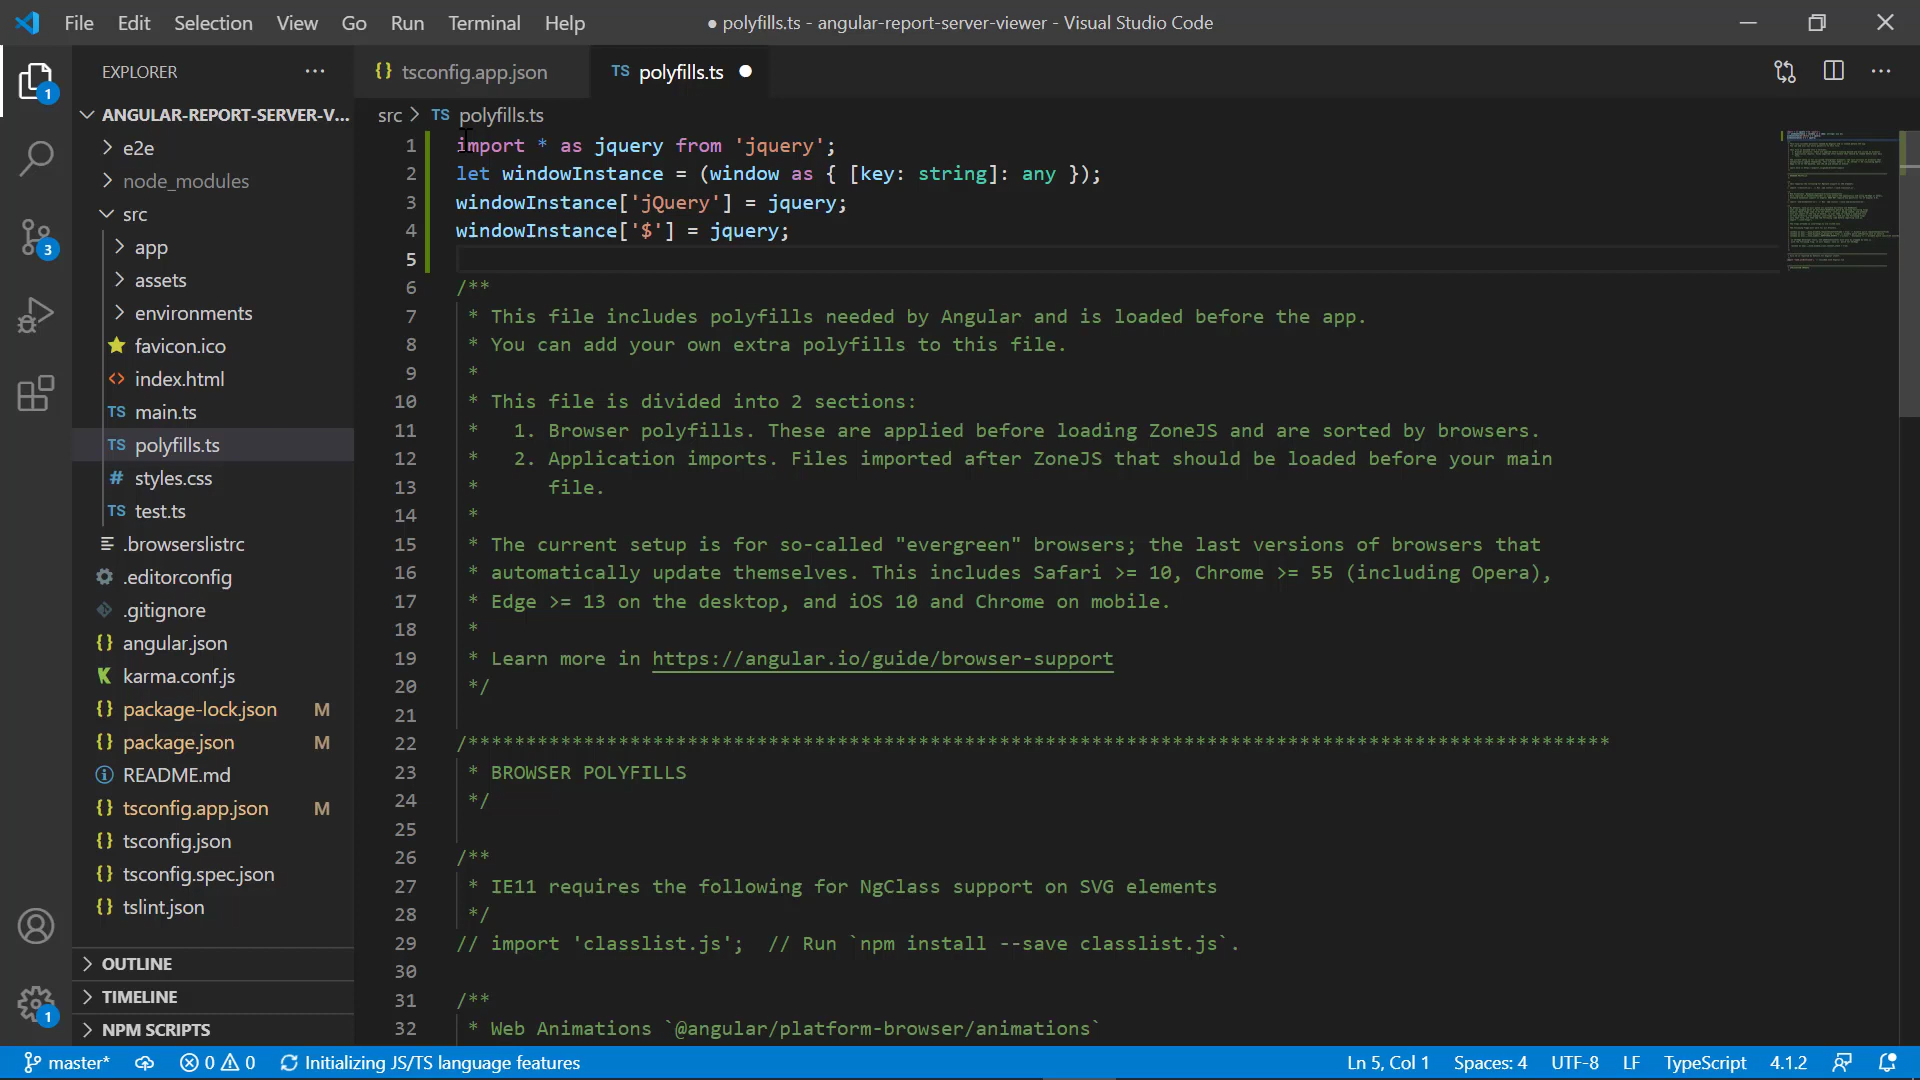 File Edit Selection View Go Run Terminal Help
● polyfills.ts - angular-report-server-viewer - Visual Studio Code
EXPLORER
ANGULAR-REPORT-SERVER-V...
e2e
node_modules
src
app
assets
environments
favicon.ico
index.html
TS main.ts
TS polyfills.ts
# styles.css
TS test.ts
.browserslistrc
.editorconfig
.gitignore
{} angular.json
karma.conf.js
{} package-lock.json M
{} package.json M
README.md
{} tsconfig.app.json M
{} tsconfig.json
{} tsconfig.spec.json
{} tslint.json
OUTLINE
TIMELINE
NPM SCRIPTS
1
3
1
{} tsconfig.app.json
TS polyfills.ts ●
src > TS polyfills.ts
1 import * as jquery from 'jquery';
2 let windowInstance = (window as { [key: string]: any });
3 windowInstance['jQuery'] = jquery;
4 windowInstance['$'] = jquery;
5
6 /**
7 * This file includes polyfills needed by Angular and is loaded before the app.
8 * You can add your own extra polyfills to this file.
9 *
10 * This file is divided into 2 sections:
11 *   1. Browser polyfills. These are applied before loading ZoneJS and are sorted by browsers.
12 *   2. Application imports. Files imported after ZoneJS that should be loaded before your main
13 *      file.
14 *
15 * The current setup is for so-called "evergreen" browsers; the last versions of browsers that
16 * automatically update themselves. This includes Safari >= 10, Chrome >= 55 (including Opera),
17 * Edge >= 13 on the desktop, and iOS 10 and Chrome on mobile.
18 *
19 * Learn more in https://angular.io/guide/browser-support
20 */
21
22 /***************************************************************************************************
23 * BROWSER POLYFILLS
24 */
25
26 /**
27 * IE11 requires the following for NgClass support on SVG elements
28 */
29 // import 'classlist.js';  // Run `npm install --save classlist.js`.
30
31 /**
32 * Web Animations `@angular/platform-browser/animations`
master* 0 0 Initializing JS/TS language features
Ln 5, Col 1 Spaces: 4 UTF-8 LF TypeScript 4.1.2